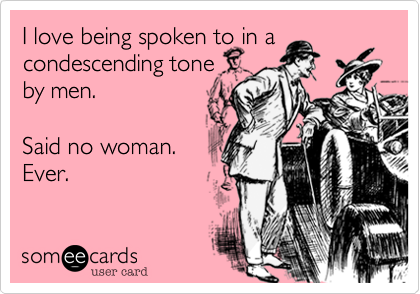 I love being spoken to in a
condescending tone
by men.
Said no woman.
Ever.
someecards
user card